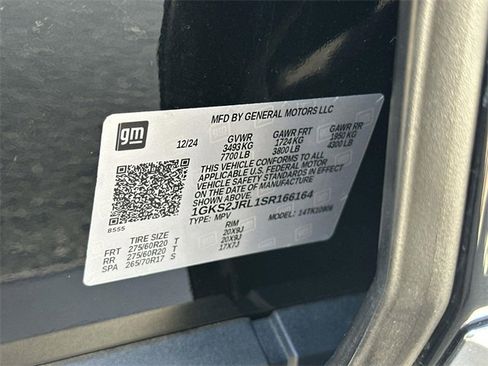 MFD BY GENERAL MOTORS LLC
gm
12/24 GVWR GAWR FRT GAWR RR
3493 KG 1724 KG 1950 KG
7700 LB 3800 LB 4300 LB
THIS VEHICLE CONFORMS TO ALL
APPLICABLE U.S. FEDERAL MOTOR
VEHICLE SAFETY STANDARDS IN
EFFECT ON THE DATE OF MANUFACTURE
SHOWN ABOVE.
1GKS2JRL1SR166164
TYPE: MPV MODEL: 14TK10906
8555
TIRE SIZE RIM
FRT 275/60R20 T 20X9J
RR 275/60R20 T 20X9J
SPA 265/70R17 S 17X7J